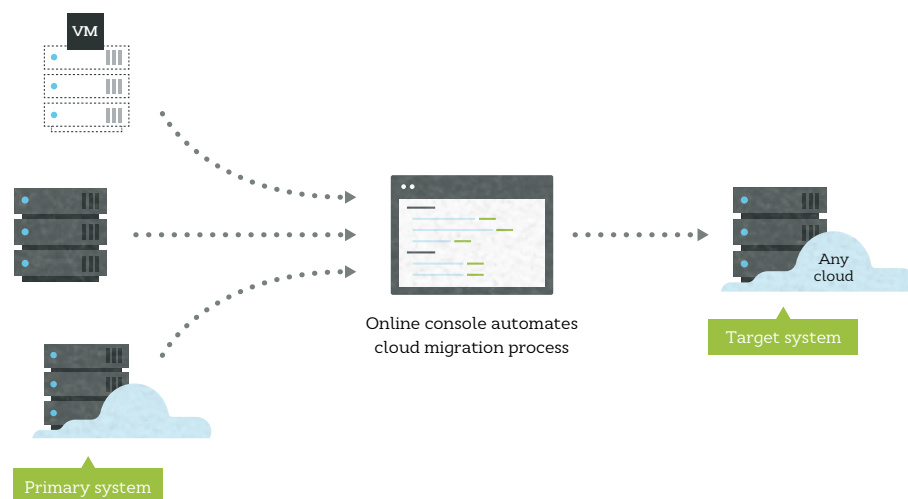 VM
Any
cloud
Online console automates
cloud migration process
Target system
Primary system